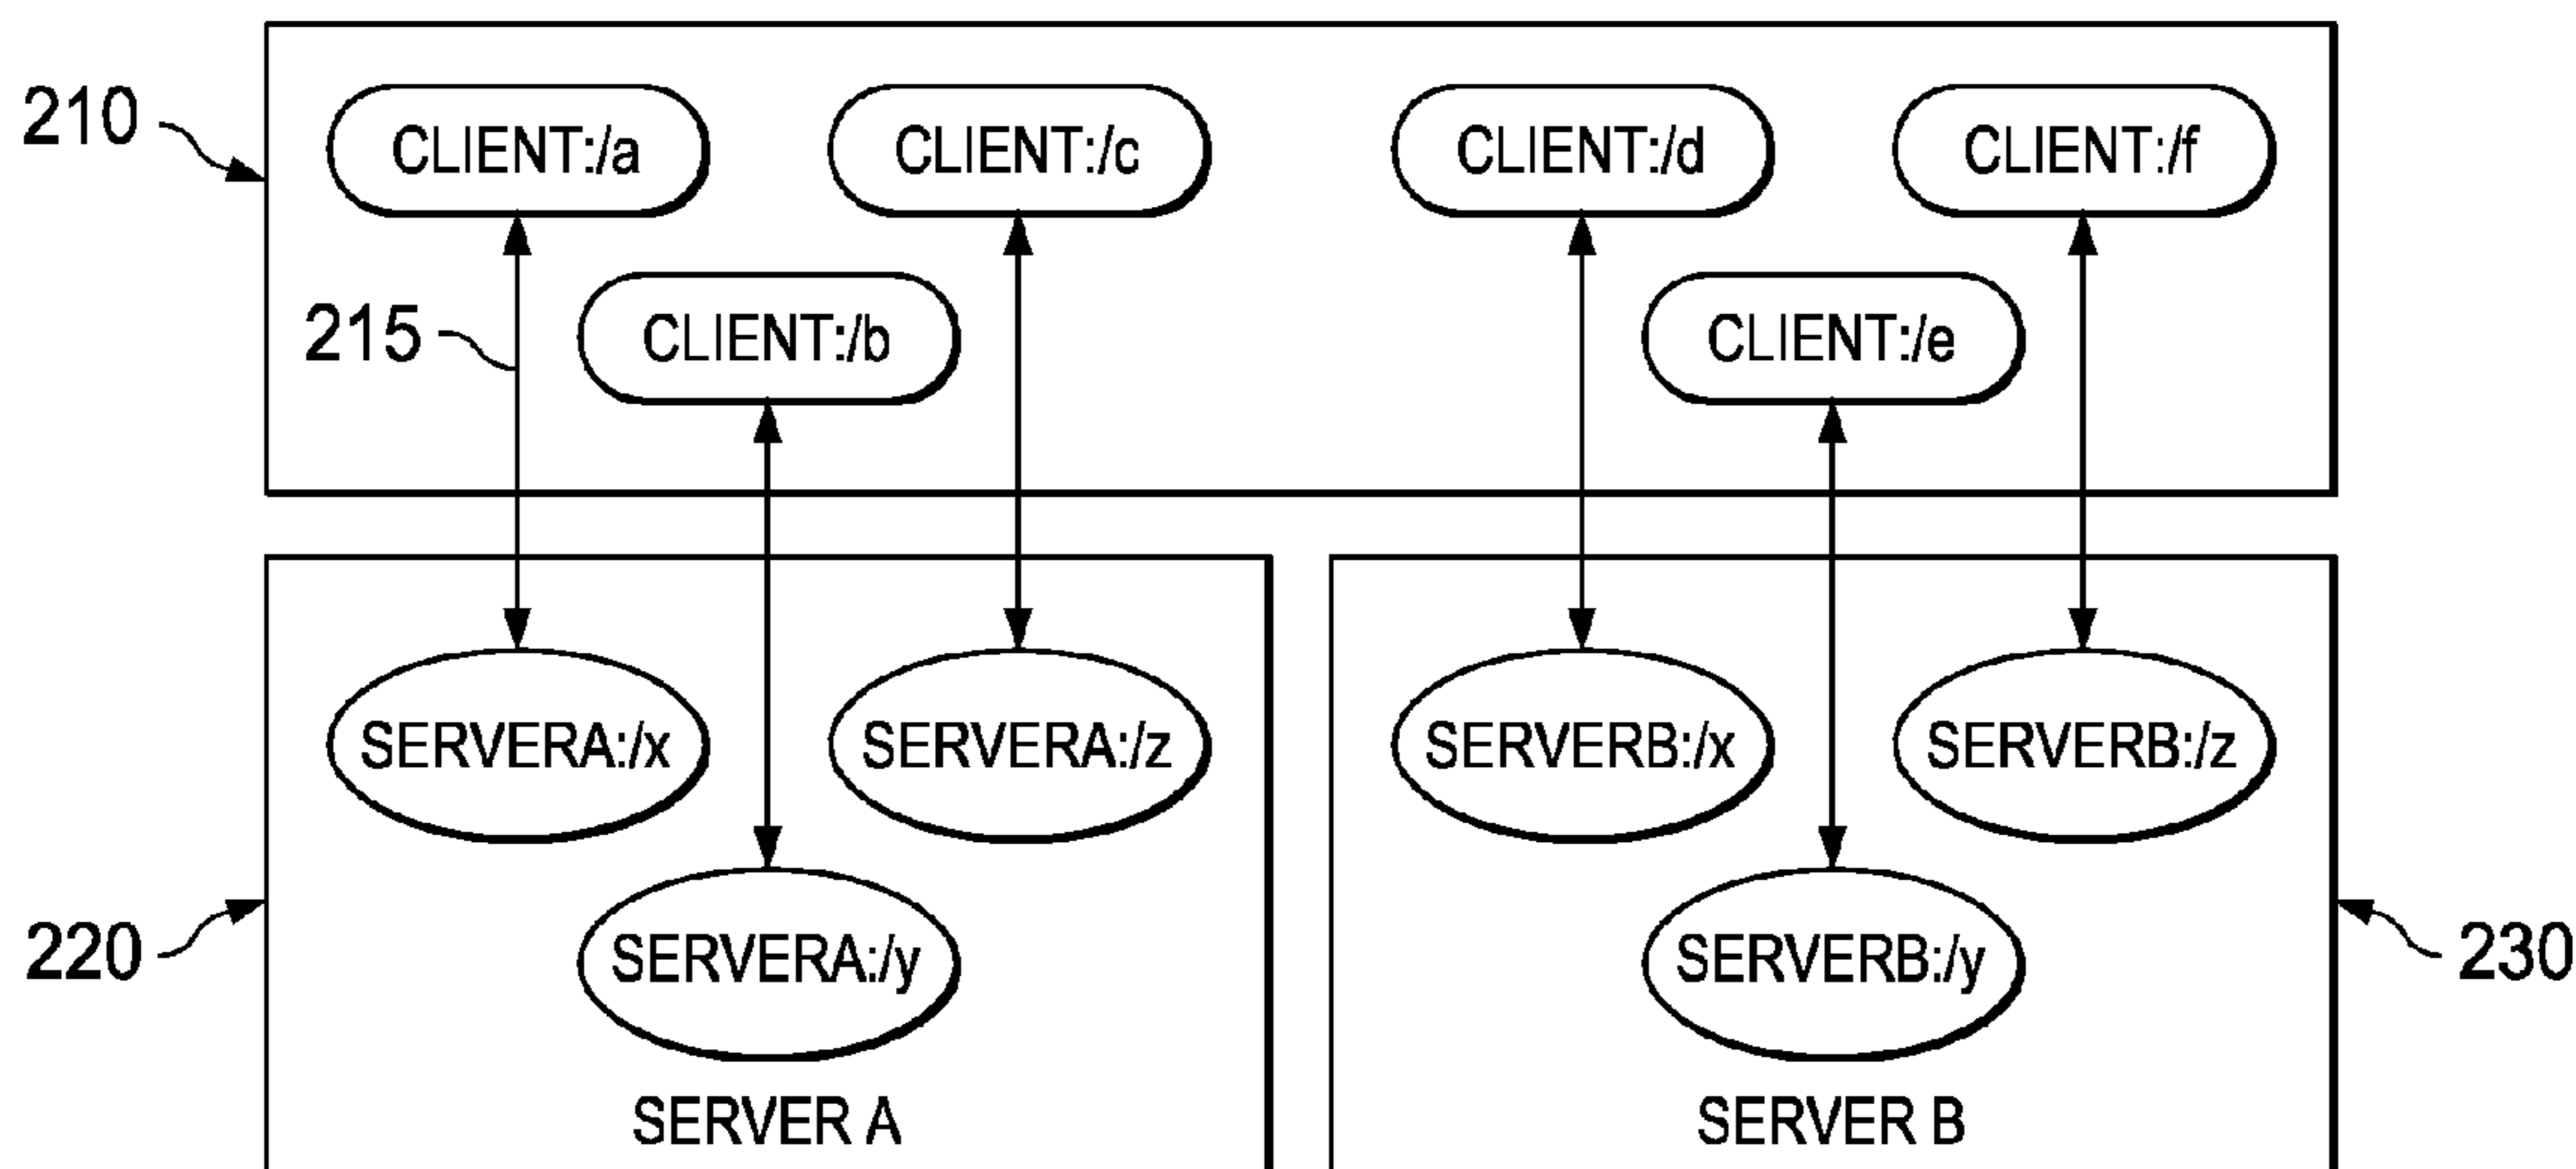 210
CLIENT:/a
CLIENT:/c
CLIENT:/d
CLIENT:/f
215
CLIENT:/b
CLIENT:/e
SERVERA:/x
SERVERA:/z
SERVERB:/x
SERVERB:/z
220
SERVERA:/y
SERVERB:/y
230
SERVER A
SERVER B